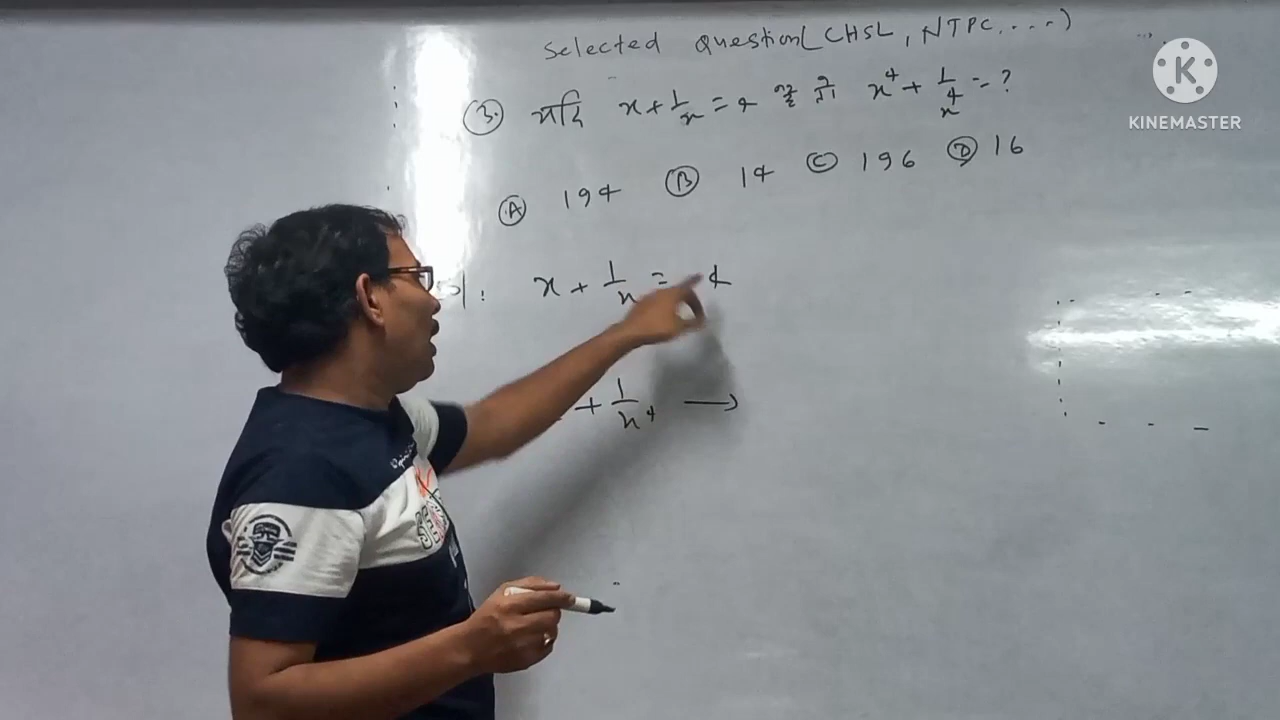 Selected Question(CHSL, NTPC, ....)
KINEMASTER
3. यदि x + 1/x = 4 है तो x⁴ + 1/x⁴ = ?
A 194 B 14 C 196 D 16
ol: x + 1/x = 4
+ 1/x⁴ →